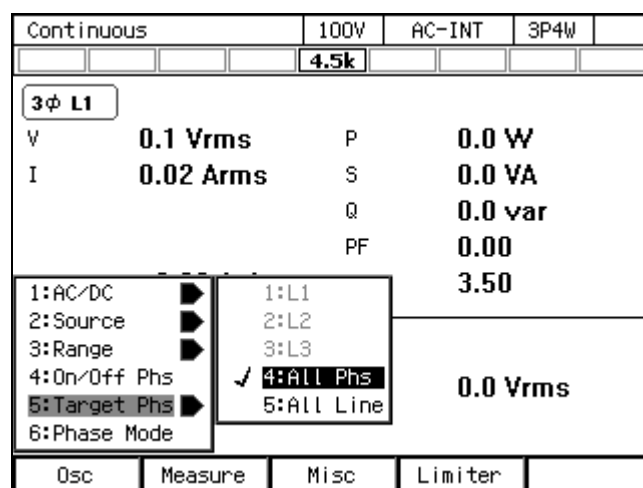 Continuous 100V AC-INT 3P4W
4.5k
3φ L1
V 0.1 Vrms P 0.0 W
I 0.02 Arms S 0.0 VA
Q 0.0 var
PF 0.00
3.50
1:AC/DC
2:Source
3:Range
4:On/Off Phs
5:Target Phs
6:Phase Mode
1:L1
2:L2
3:L3
✓ 4:All Phs
5:All Line
0.0 Vrms
Osc Measure Misc Limiter